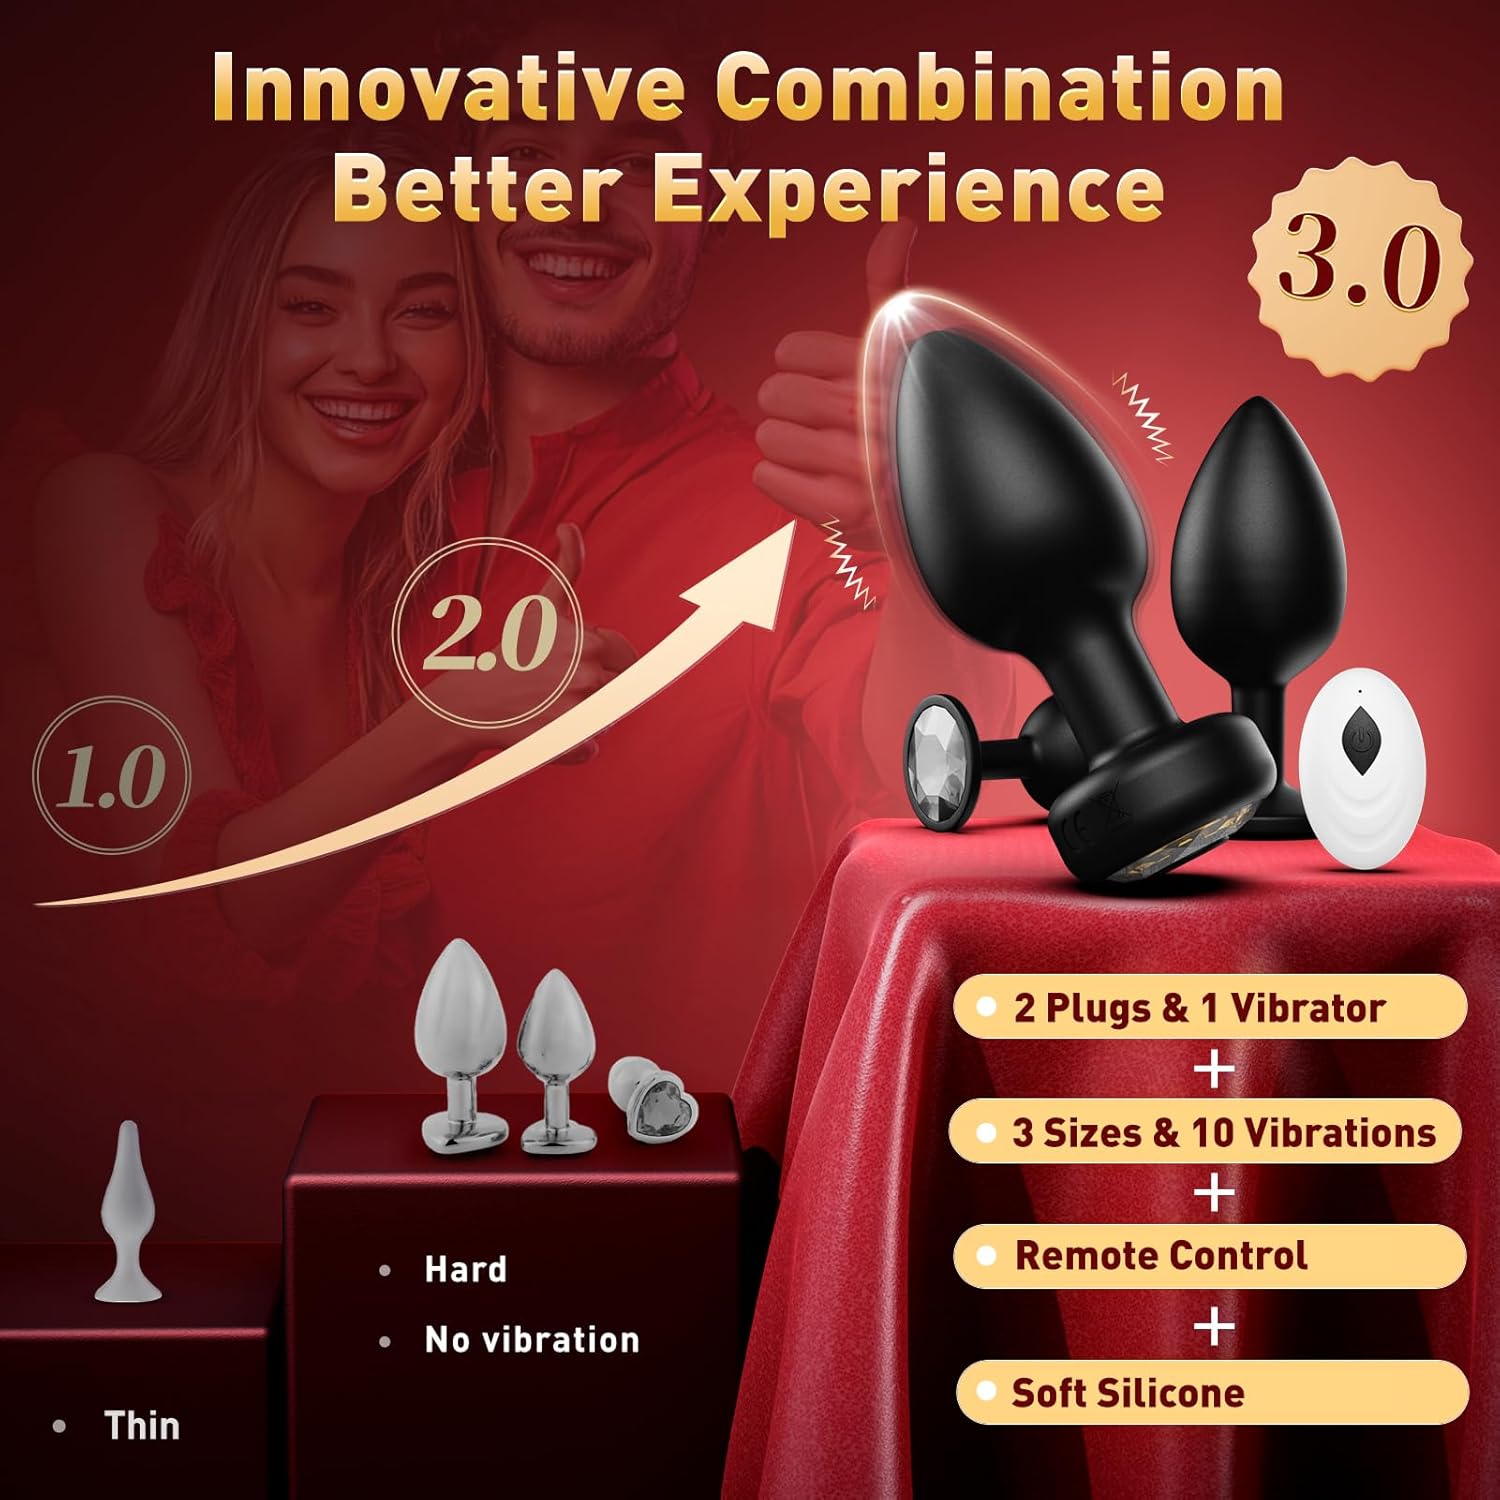 Innovative Combination
Better Experience
3.0
2.0
1.0
2 Plugs & 1 Vibrator
+
3 Sizes & 10 Vibrations
+
Remote Control
+
Soft Silicone
Hard
No vibration
Thin